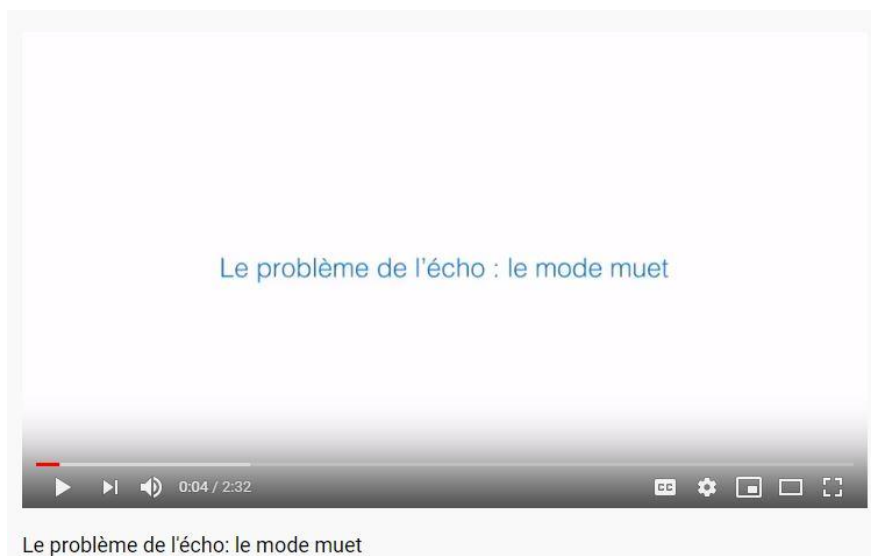 Le problème de l'écho : le mode muet
0:04 / 2:32
CC
Le problème de l'écho: le mode muet